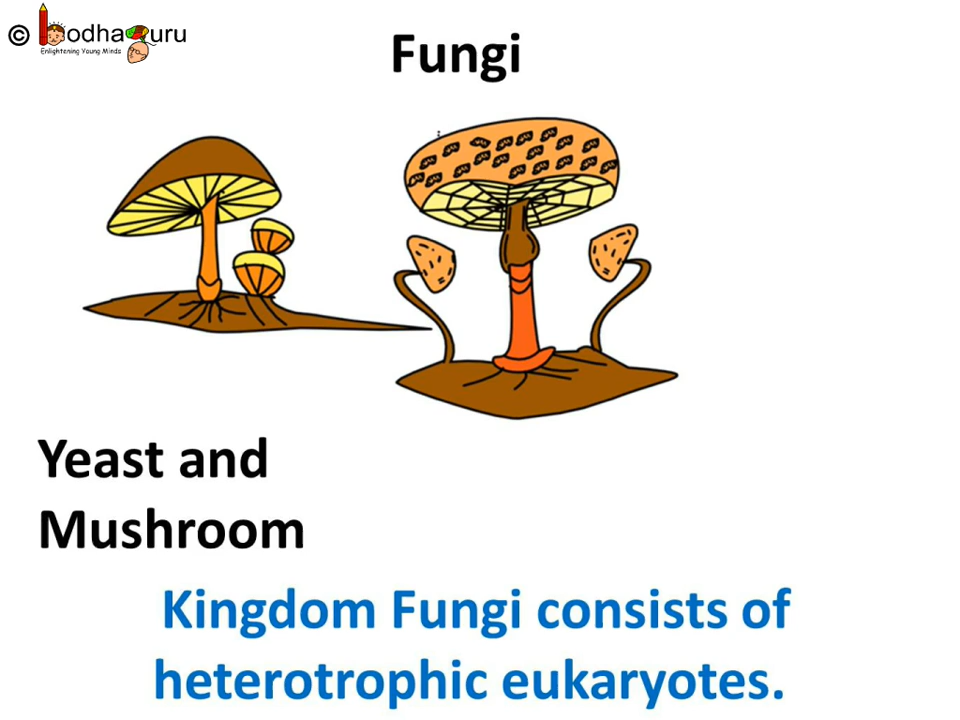 © BodhaGuru
Enlightening Young Minds
Fungi
Yeast and
Mushroom
Kingdom Fungi consists of
heterotrophic eukaryotes.